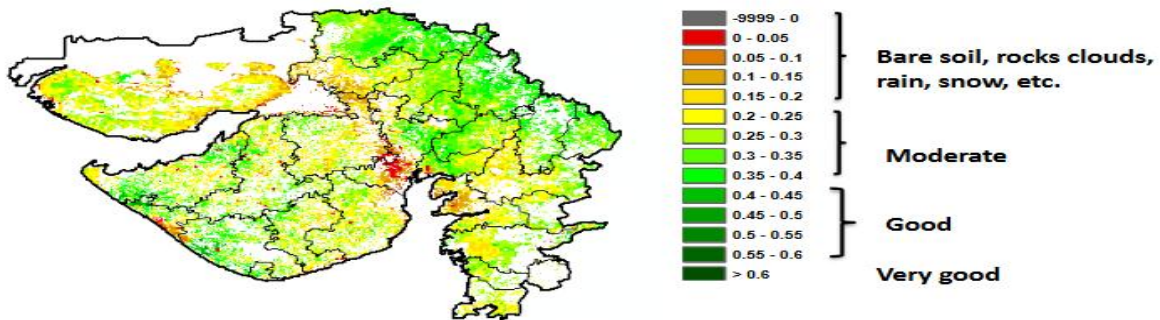 -9999 - 0
0 - 0.05
0.05 - 0.1
0.1 - 0.15
0.15 - 0.2
0.2 - 0.25
0.25 - 0.3
0.3 - 0.35
0.35 - 0.4
0.4 - 0.45
0.45 - 0.5
0.5 - 0.55
0.55 - 0.6
> 0.6
Bare soil, rocks clouds,
rain, snow, etc.
Moderate
Good
Very good